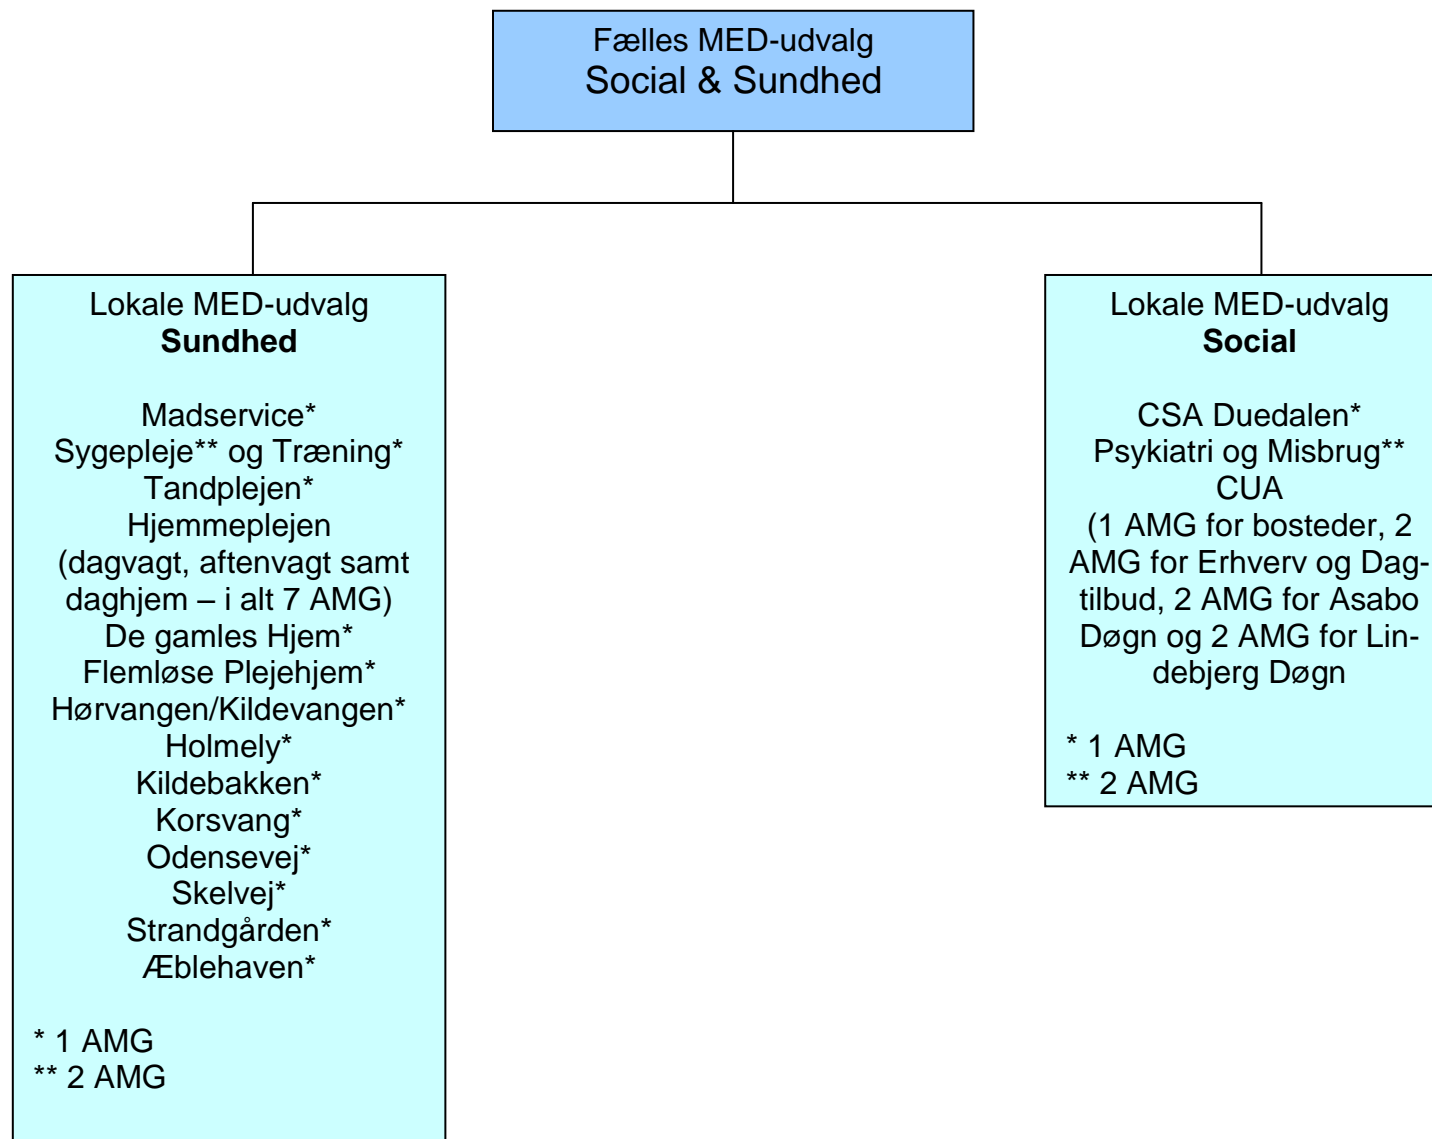 Fælles MED-udvalg
Social & Sundhed
Lokale MED-udvalg
Sundhed
Madservice*
Sygepleje** og Træning*
Tandplejen*
Hjemmeplejen
(dagvagt, aftenvagt samt
daghjem – i alt 7 AMG)
De gamles Hjem*
Flemløse Plejehjem*
Hørvangen/Kildevangen*
Holmely*
Kildebakken*
Korsvang*
Odensevej*
Skelvej*
Strandgården*
Æblehaven*
* 1 AMG
** 2 AMG
Lokale MED-udvalg
Social
CSA Duedalen*
Psykiatri og Misbrug**
CUA
(1 AMG for bosteder, 2
AMG for Erhverv og Dag-
tilbud, 2 AMG for Asabo
Døgn og 2 AMG for Lin-
debjerg Døgn
* 1 AMG
** 2 AMG